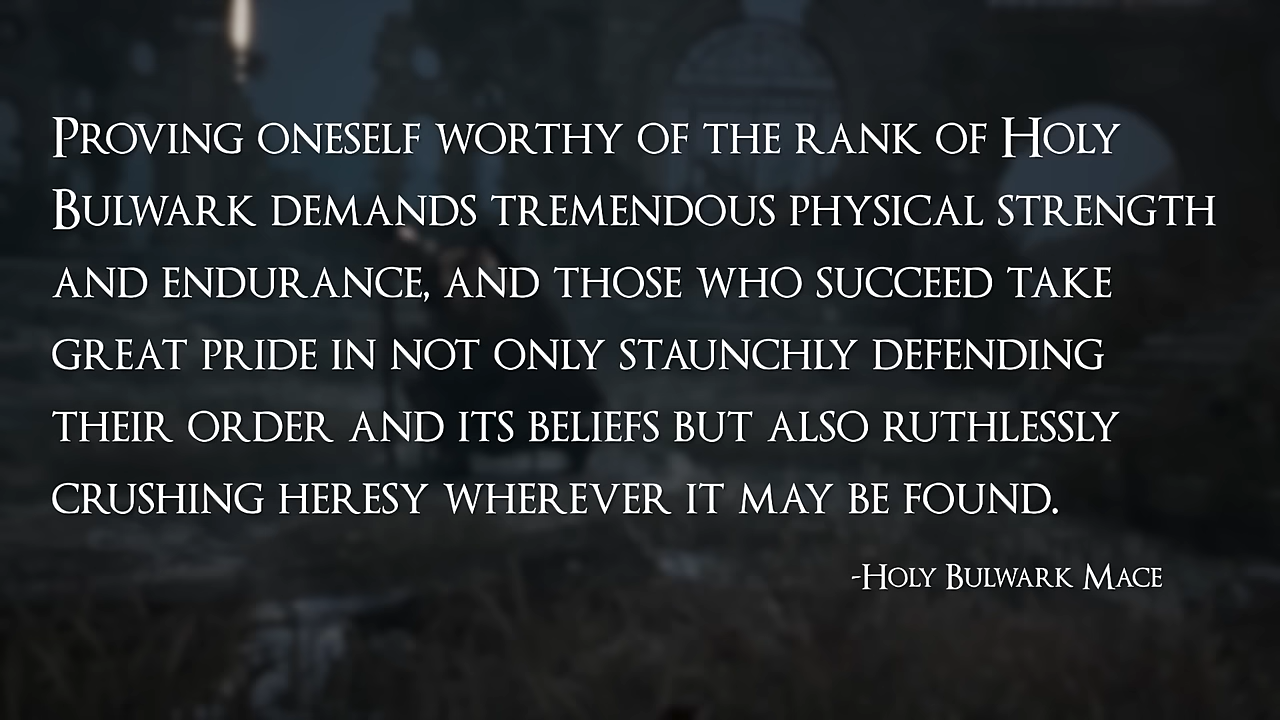 Proving oneself worthy of the rank of Holy
Bulwark demands tremendous physical strength
and endurance, and those who succeed take
great pride in not only staunchly defending
their order and its beliefs but also ruthlessly
crushing heresy wherever it may be found.
-Holy Bulwark Mace